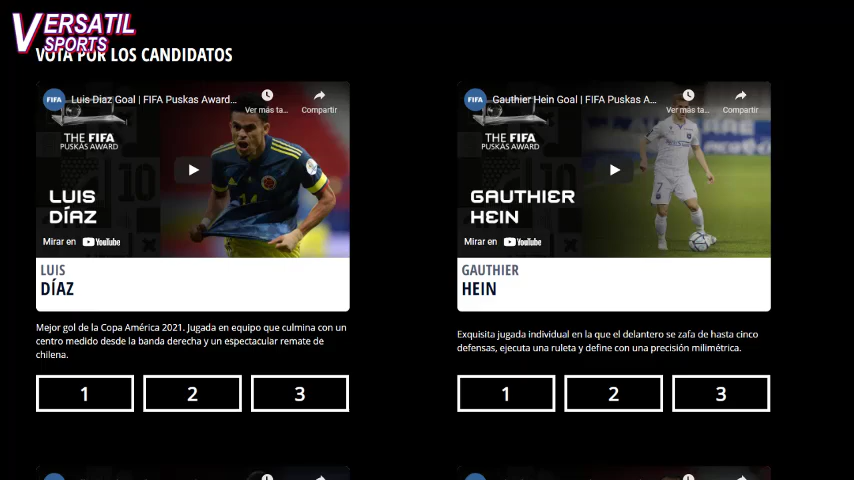 VERSATIL
SPORTS
VOTA POR LOS CANDIDATOS
FIFA
Luis Diaz Goal | FIFA Puskas Award...
Ver más ta...
Compartir
THE FIFA
PUSKAS AWARD
10
14
LUIS
DÍAZ
Mirar en YouTube
LUIS
DÍAZ
Mejor gol de la Copa América 2021. Jugada en equipo que culmina con un
centro medido desde la banda derecha y un espectacular remate de
chilena.
1 2 3
FIFA
Gauthier Hein Goal | FIFA Puskas A...
Ver más ta...
Compartir
THE FIFA
PUSKAS AWARD
10
7
GAUTHIER
HEIN
Mirar en YouTube
GAUTHIER
HEIN
Exquisita jugada individual en la que el delantero se zafa de hasta cinco
defensas, ejecuta una ruleta y define con una precisión milimétrica.
1 2 3